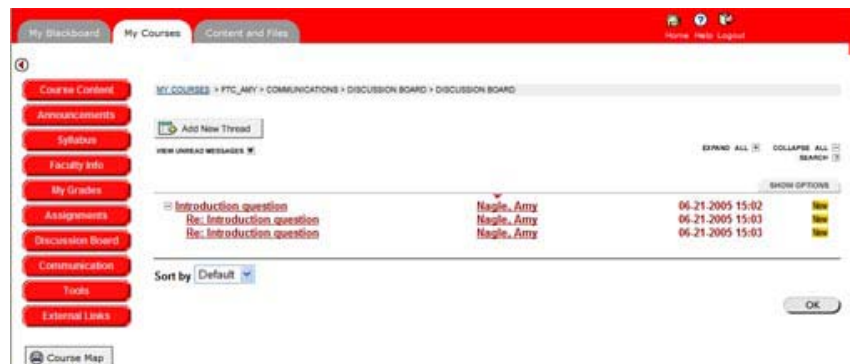 My Blackboard
My Courses
Content and Files
Home Help Logout
Course Content
MY COURSES > FTC_AMY > COMMUNICATIONS > DISCUSSION BOARD > DISCUSSION BOARD
Announcements
Add New Thread
Syllabus
VIEW UNREAD MESSAGES
EXPAND ALL + COLLAPSE ALL -
SEARCH
Faculty Info
My Grades
SHOW OPTIONS
Introduction question Nagle, Amy 06-21-2005 15:02 New
Assignments
Re: Introduction question Nagle, Amy 06-21-2005 15:03 New
Re: Introduction question Nagle, Amy 06-21-2005 15:03 New
Discussion Board
Communication
Sort by Default
Tools
OK
External Links
Course Map